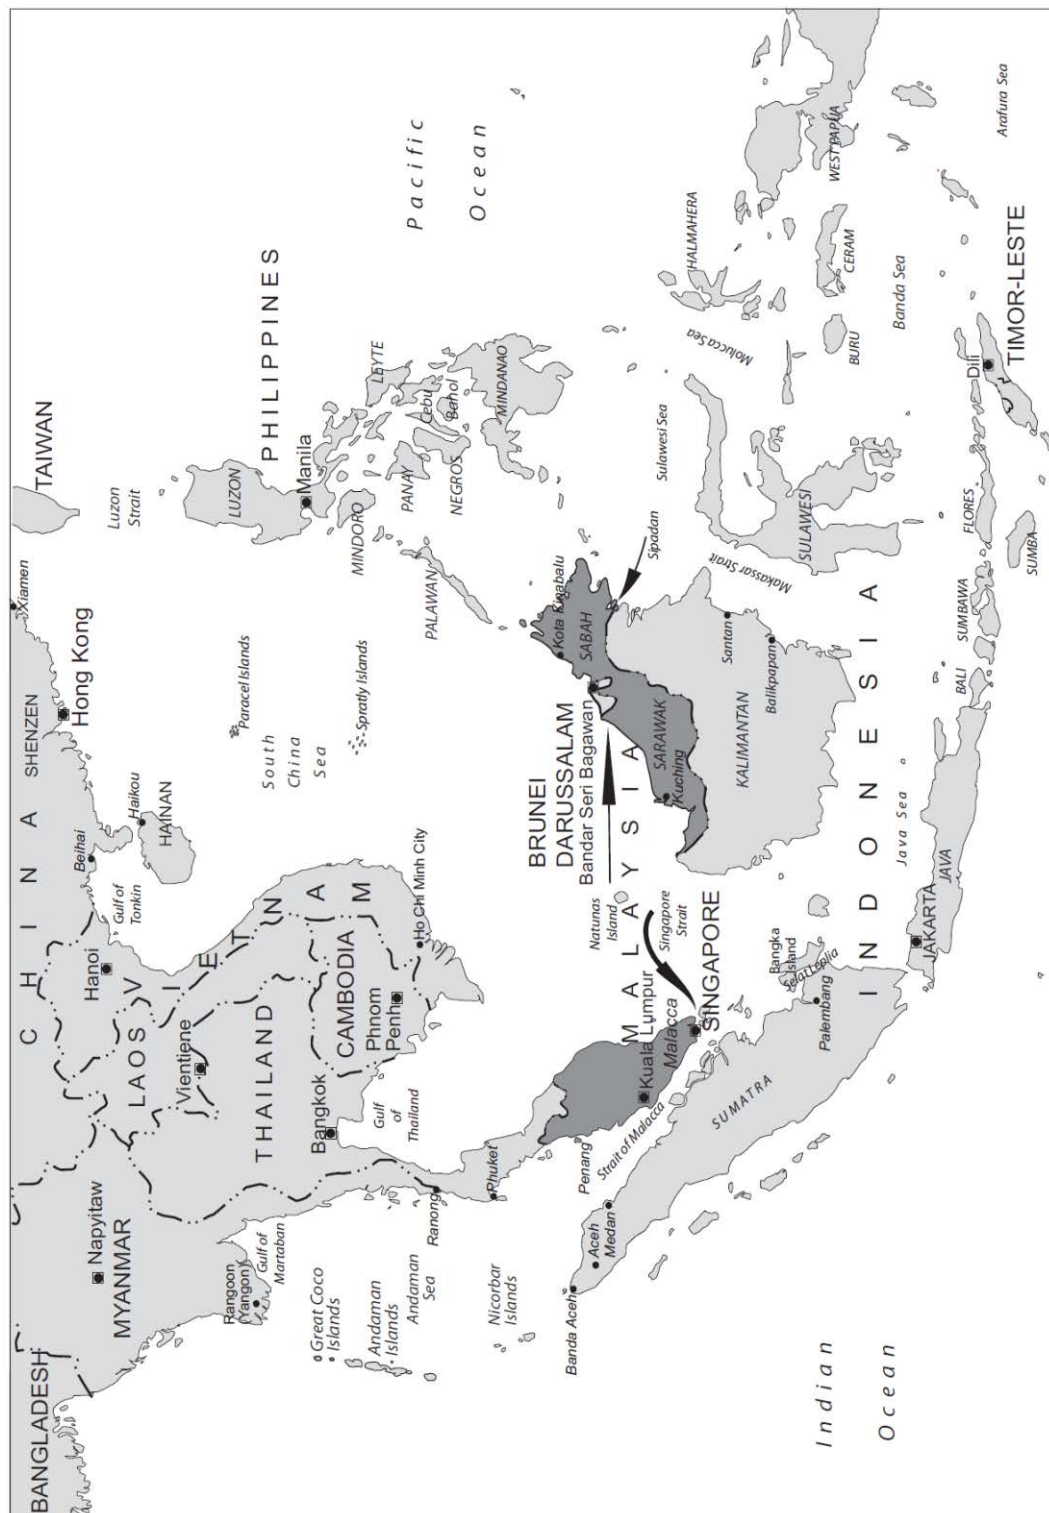 BANGLADESH
C H I N A
SHENZEN
Xiamen
TAIWAN
Hong Kong
Luzon
Strait
Napyitaw
MYANMAR
Hanoi
LAOS
Vientiene
V I E T N A M
Beihai
Haikou
HAINAN
Gulf of
Tonkin
Rangoon
(Yangon)
Gulf of
Martaban
THAILAND
Bangkok
Gulf
of
Thailand
CAMBODIA
Phnom
Penh
Ho Chi Minh City
Paracel Islands
South
China
Sea
Spratly Islands
PHILIPPINES
LUZON
Manila
MINDORO
PANAY
LEYTE
Cebu
Bahol
NEGROS
MINDANAO
PALAWAN
Pacific
Ocean
Great Coco
Islands
Andaman
Islands
Andaman
Sea
Ranong
Phuket
Nicorbar
Islands
Penang
Strait of Malacca
Banda Aceh
Aceh
Medan
Kuala Lumpur
Malacca
M A L A Y S I A
SINGAPORE
Singapore
Strait
Natunas
Island
BRUNEI
DARUSSALAM
Bandar Seri Bagawan
Kota Kinabalu
SABAH
SARAWAK
Kuching
Sipadan
Sulawesi Sea
KALIMANTAN
Santan
Balikpapan
Makassar Strait
SULAWESI
Molucca Sea
HALMAHERA
WEST PAPUA
CERAM
BURU
Banda Sea
Arafura Sea
SUMATRA
Palembang
Bangka
Island
I N D O N E S I A
Java Sea
JAKARTA
JAVA
BALI
SUMBAWA
FLORES
SUMBA
Dili
TIMOR-LESTE
Indian
Ocean